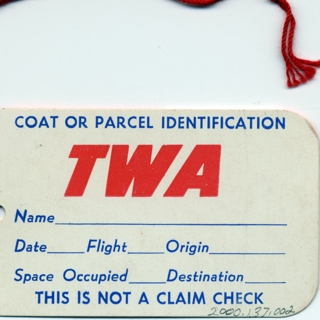 COAT OR PARCEL IDENTIFICATION
TWA
Name
Date Flight Origin
Space Occupied Destination
THIS IS NOT A CLAIM CHECK
2000.137.002